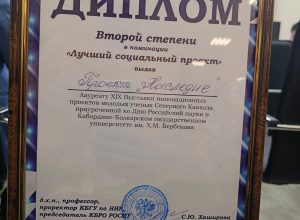 ДИПЛОМ
Второй степени
в номинации
«Лучший социальный проект»
выдан
Проект "Наследие"
Лауреату XIX Выставки инновационных
проектов молодых ученых Северного Кавказа,
приуроченной ко Дню Российской науки в
Кабардино-Балкарском государственном
университете им. Х.М. Бербекова
д.х.н., профессор,
проректор КБГУ по НИР,
председатель КБРО РОСНУ
С.Ю. Хаширова